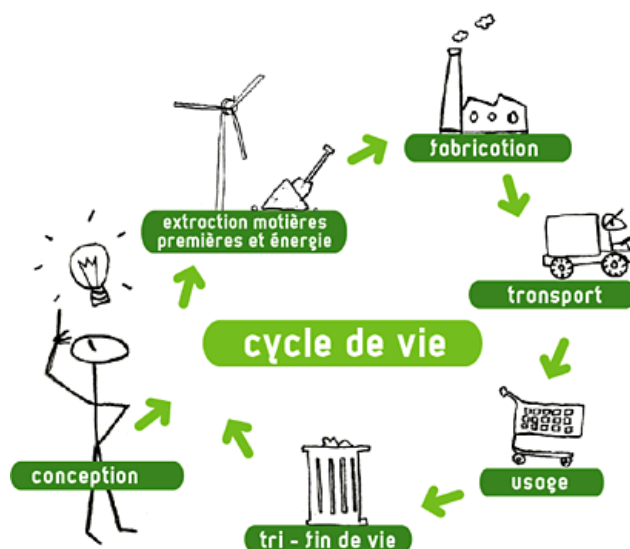 fabrication
extraction matières
premières et énergie
transport
cycle de vie
conception
usage
tri - fin de vie